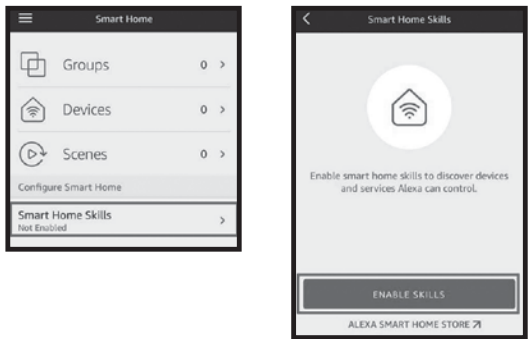 Smart Home
Groups 0 >
Devices 0 >
Scenes 0 >
Configure Smart Home
Smart Home Skills >
Not Enabled
< Smart Home Skills
Enable smart home skills to discover devices
and services Alexa can control.
ENABLE SKILLS
ALEXA SMART HOME STORE